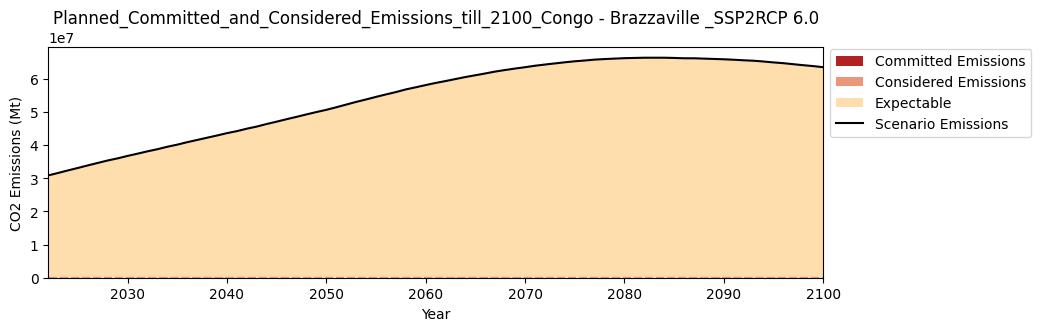 Planned_Committed_and_Considered_Emissions_till_2100_Congo - Brazzaville _SSP2RCP 6.0
1e7
Committed Emissions
Considered Emissions
Expectable
Scenario Emissions
CO2 Emissions (Mt)
6
5
4
3
2
1
0
2030 2040 2050 2060 2070 2080 2090 2100
Year